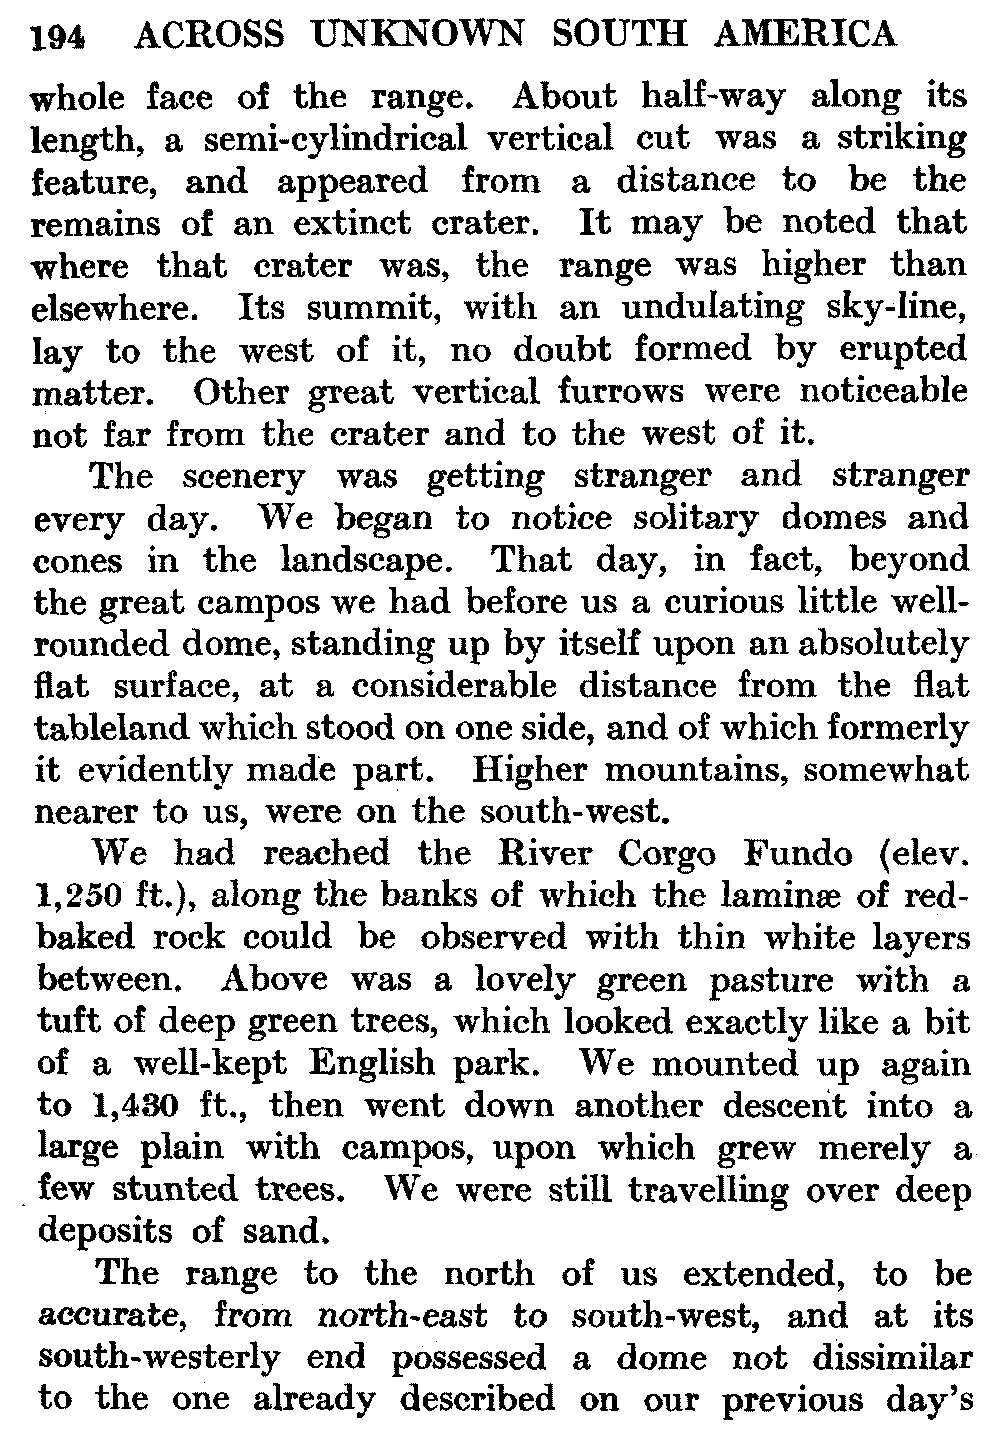 194 ACROSS UNKNOWN SOUTH AMERICA
whole face of the range. About half-way along its
length, a semi-cylindrical vertical cut was a striking
feature, and appeared from a distance to be the
remains of an extinct crater. It may be noted that
where that crater was, the range was higher than
elsewhere. Its summit, with an undulating sky-line,
lay to the west of it, no doubt formed by erupted
matter. Other great vertical furrows were noticeable
not far from the crater and to the west of it.
The scenery was getting stranger and stranger
every day. We began to notice solitary domes and
cones in the landscape. That day, in fact, beyond
the great campos we had before us a curious little well-
rounded dome, standing up by itself upon an absolutely
flat surface, at a considerable distance from the flat
tableland which stood on one side, and of which formerly
it evidently made part. Higher mountains, somewhat
nearer to us, were on the south-west.
We had reached the River Corgo Fundo (elev.
1,250 ft.), along the banks of which the laminæ of red-
baked rock could be observed with thin white layers
between. Above was a lovely green pasture with a
tuft of deep green trees, which looked exactly like a bit
of a well-kept English park. We mounted up again
to 1,430 ft., then went down another descent into a
large plain with campos, upon which grew merely a
few stunted trees. We were still travelling over deep
deposits of sand.
The range to the north of us extended, to be
accurate, from north-east to south-west, and at its
south-westerly end possessed a dome not dissimilar
to the one already described on our previous day's